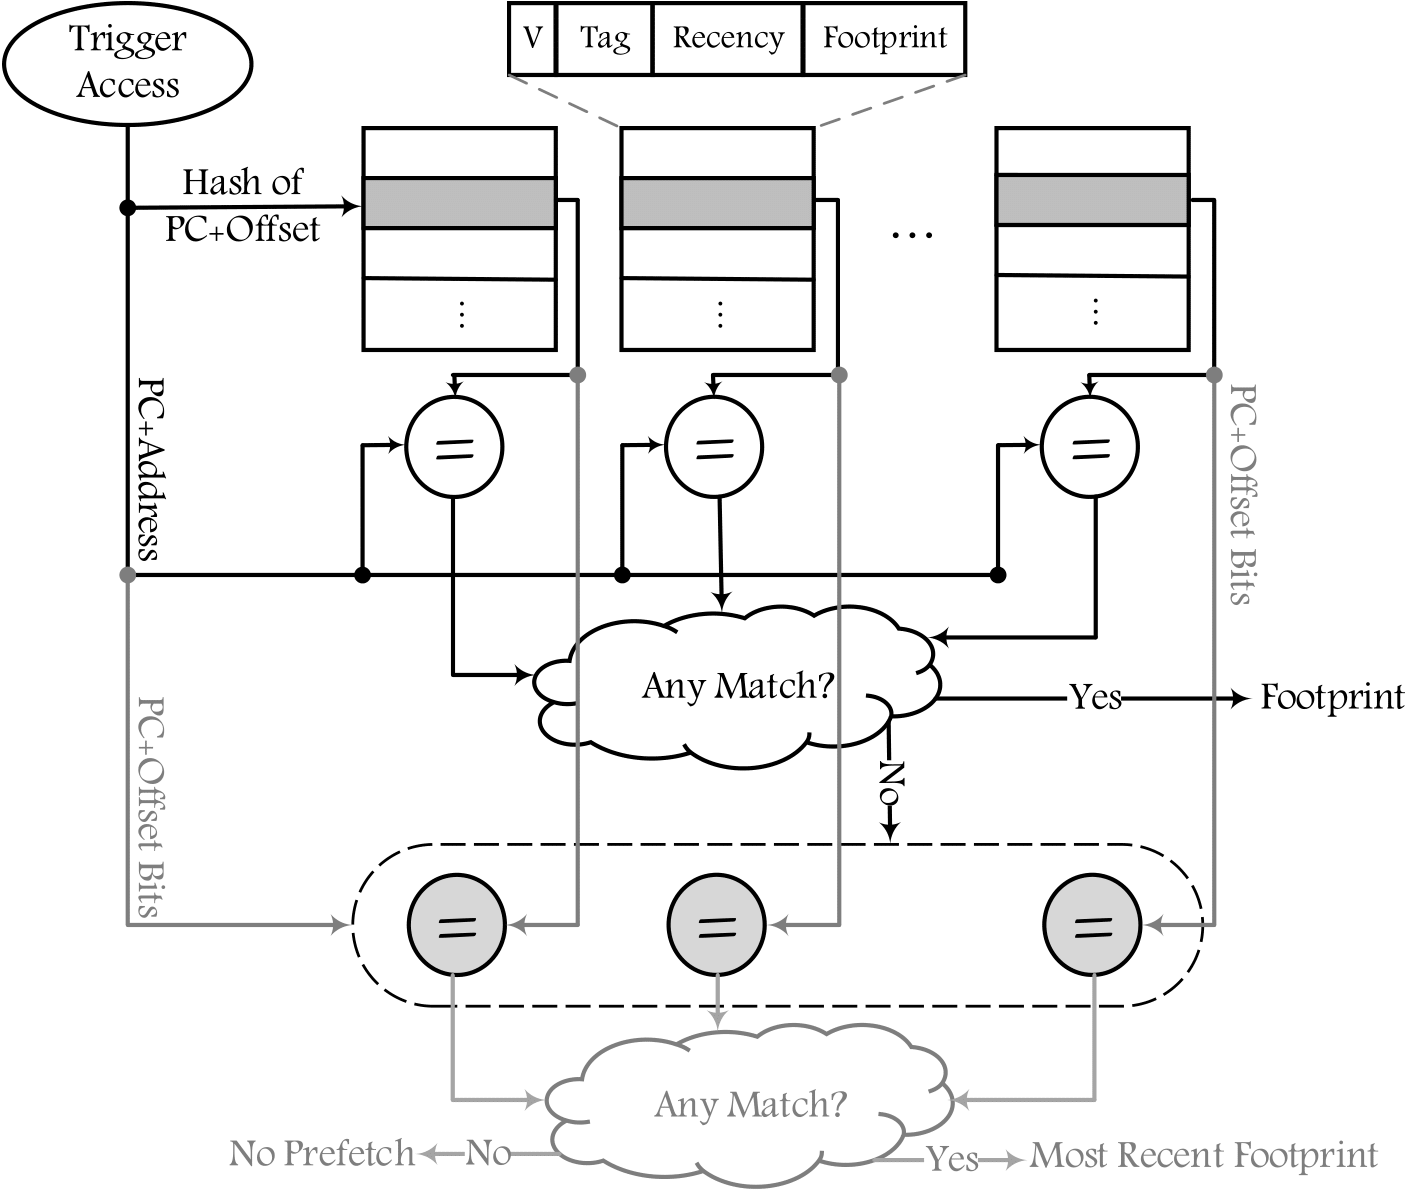 Trigger
Access
V Tag Recency Footprint
Hash of
PC+Offset
...
⋮ ⋮ ⋮
PC+Address
PC+Offset Bits
= = =
Any Match?
Yes
Footprint
No
PC+Offset Bits
= = =
Any Match?
No Prefetch
No
Yes
Most Recent Footprint